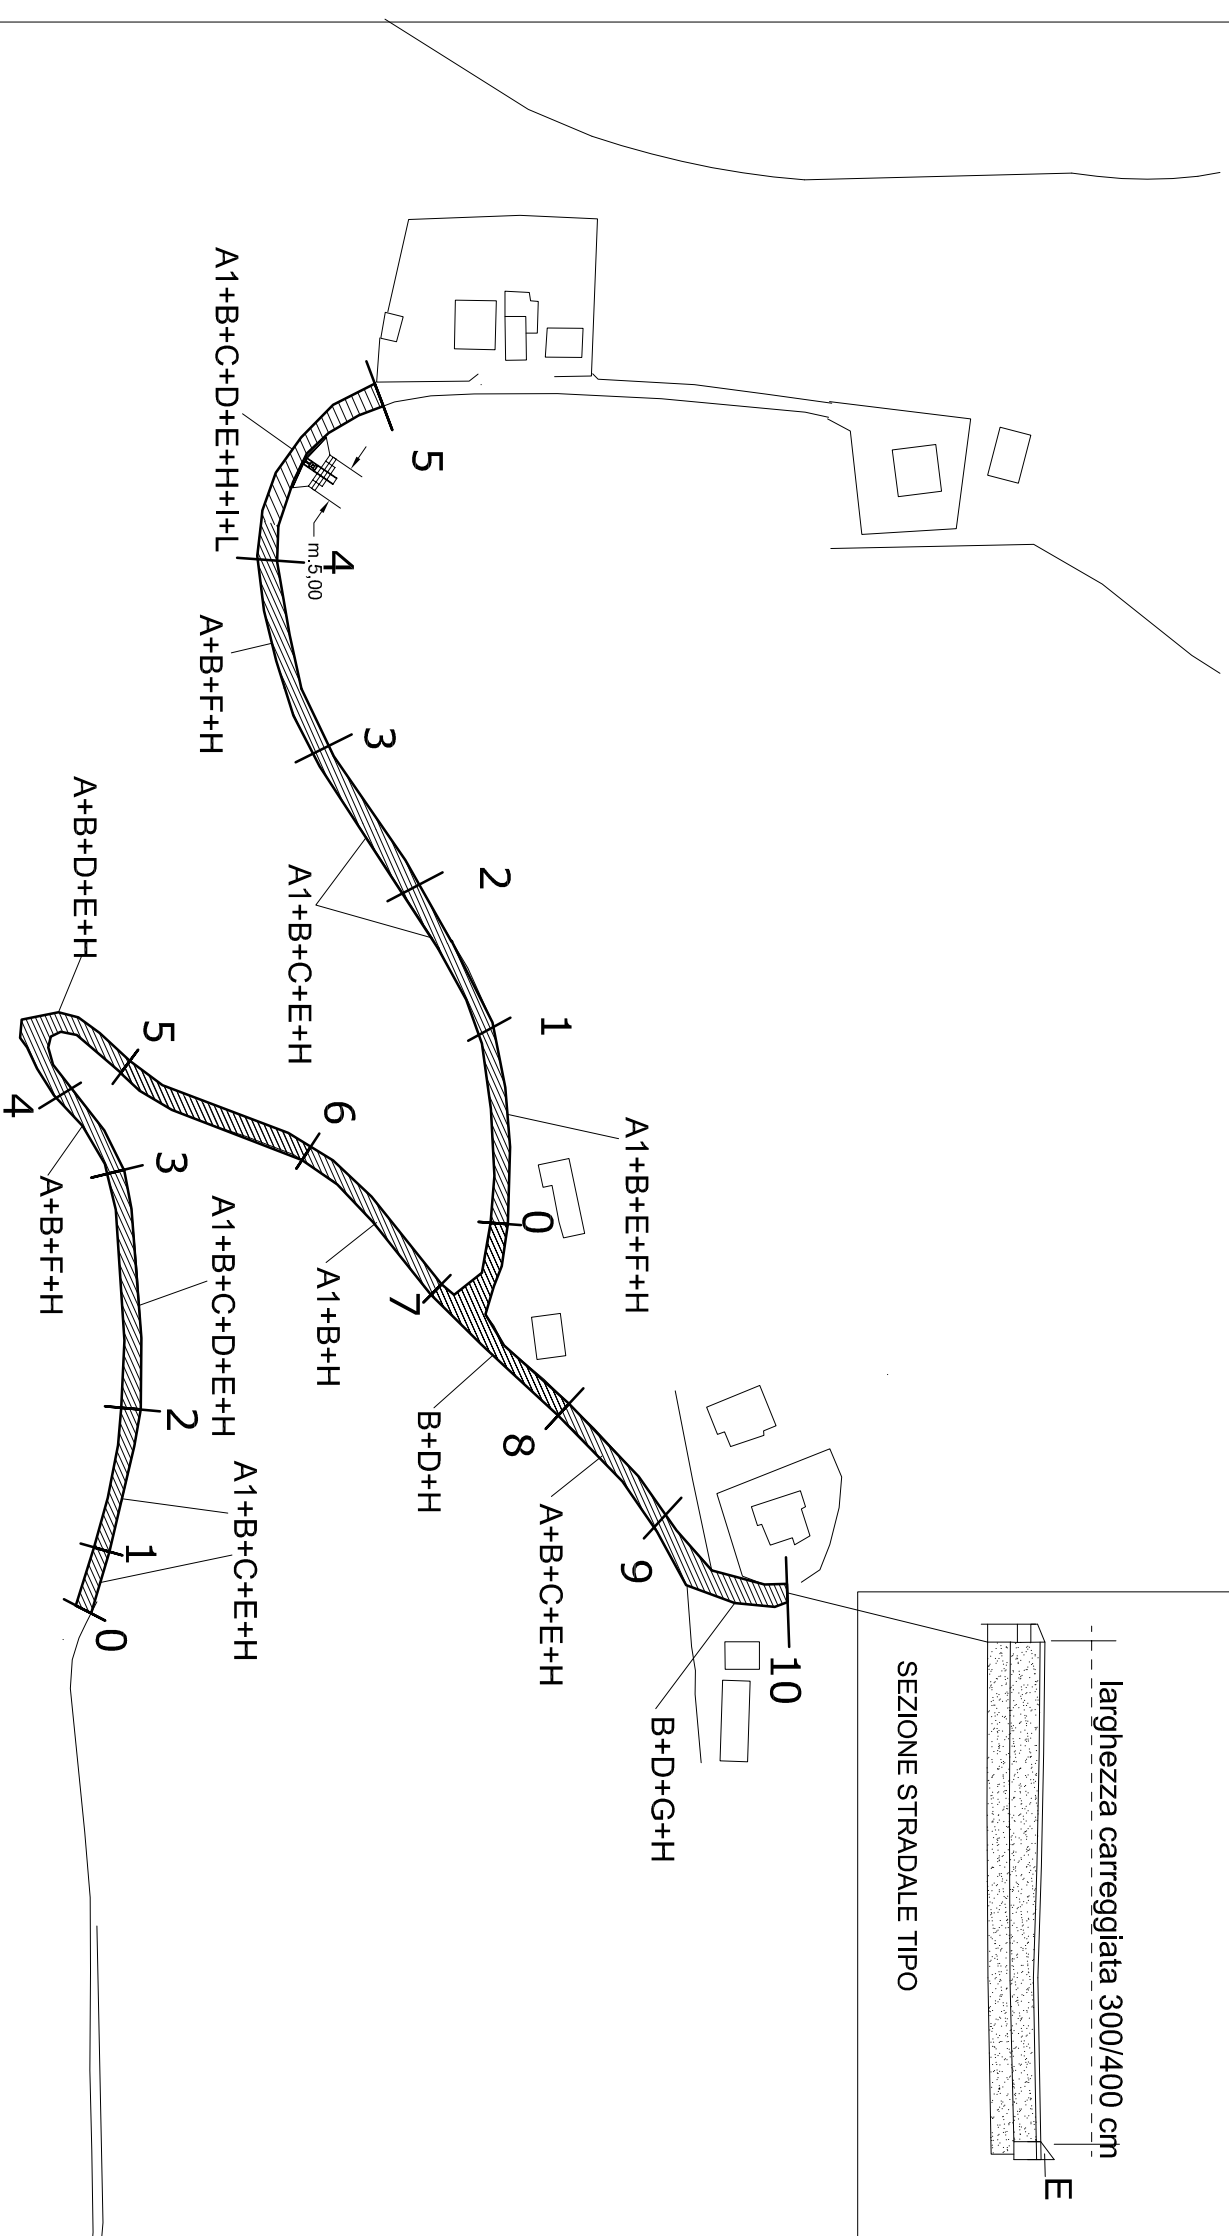 larghezza carreggiata 300/400 cm
E
SEZIONE STRADALE TIPO
10
B+D+G+H
9
A+B+C+E+H
8
B+D+H
7
A1+B+H
6
5
A+B+D+E+H
4
A+B+F+H
3
A1+B+C+D+E+H
2
A1+B+C+E+H
1
0
A1+B+E+F+H
0
1
A1+B+C+E+H
2
3
A+B+F+H
4
m.5,00
A1+B+C+D+E+H+I+L
5